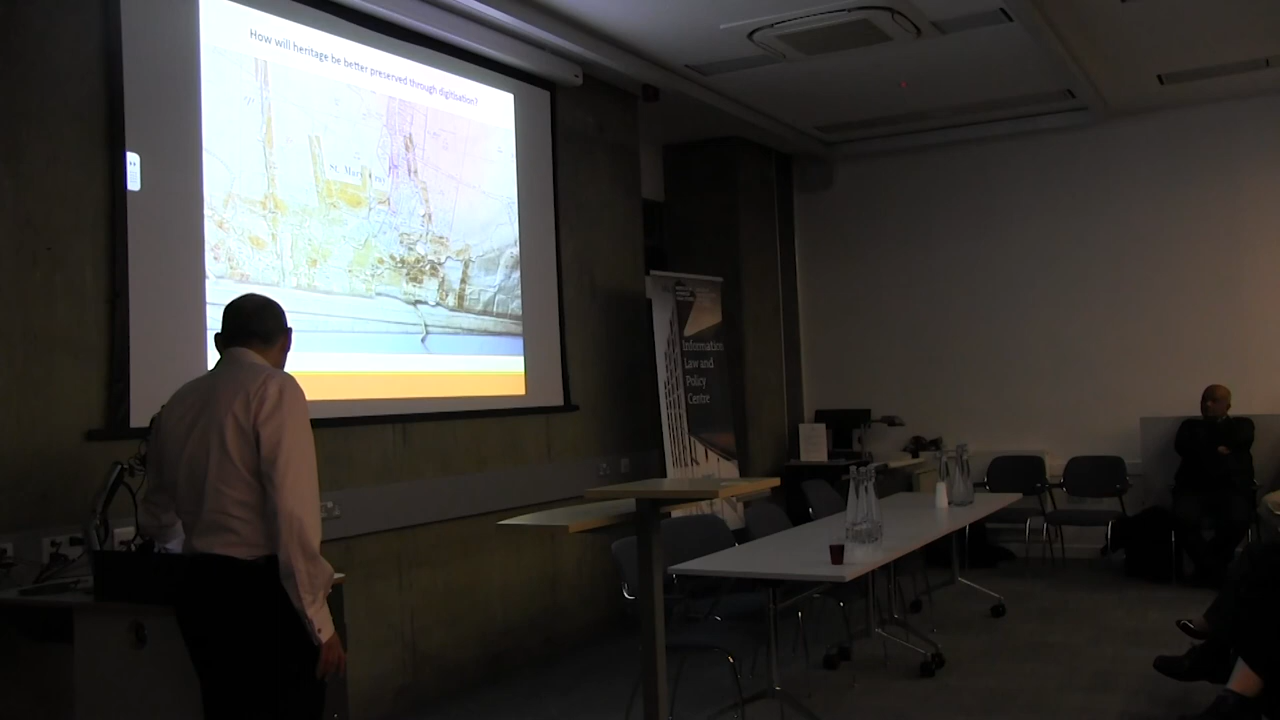 How will heritage be better preserved through digitisation?
St. Mary
Information
Law and
Policy
Centre